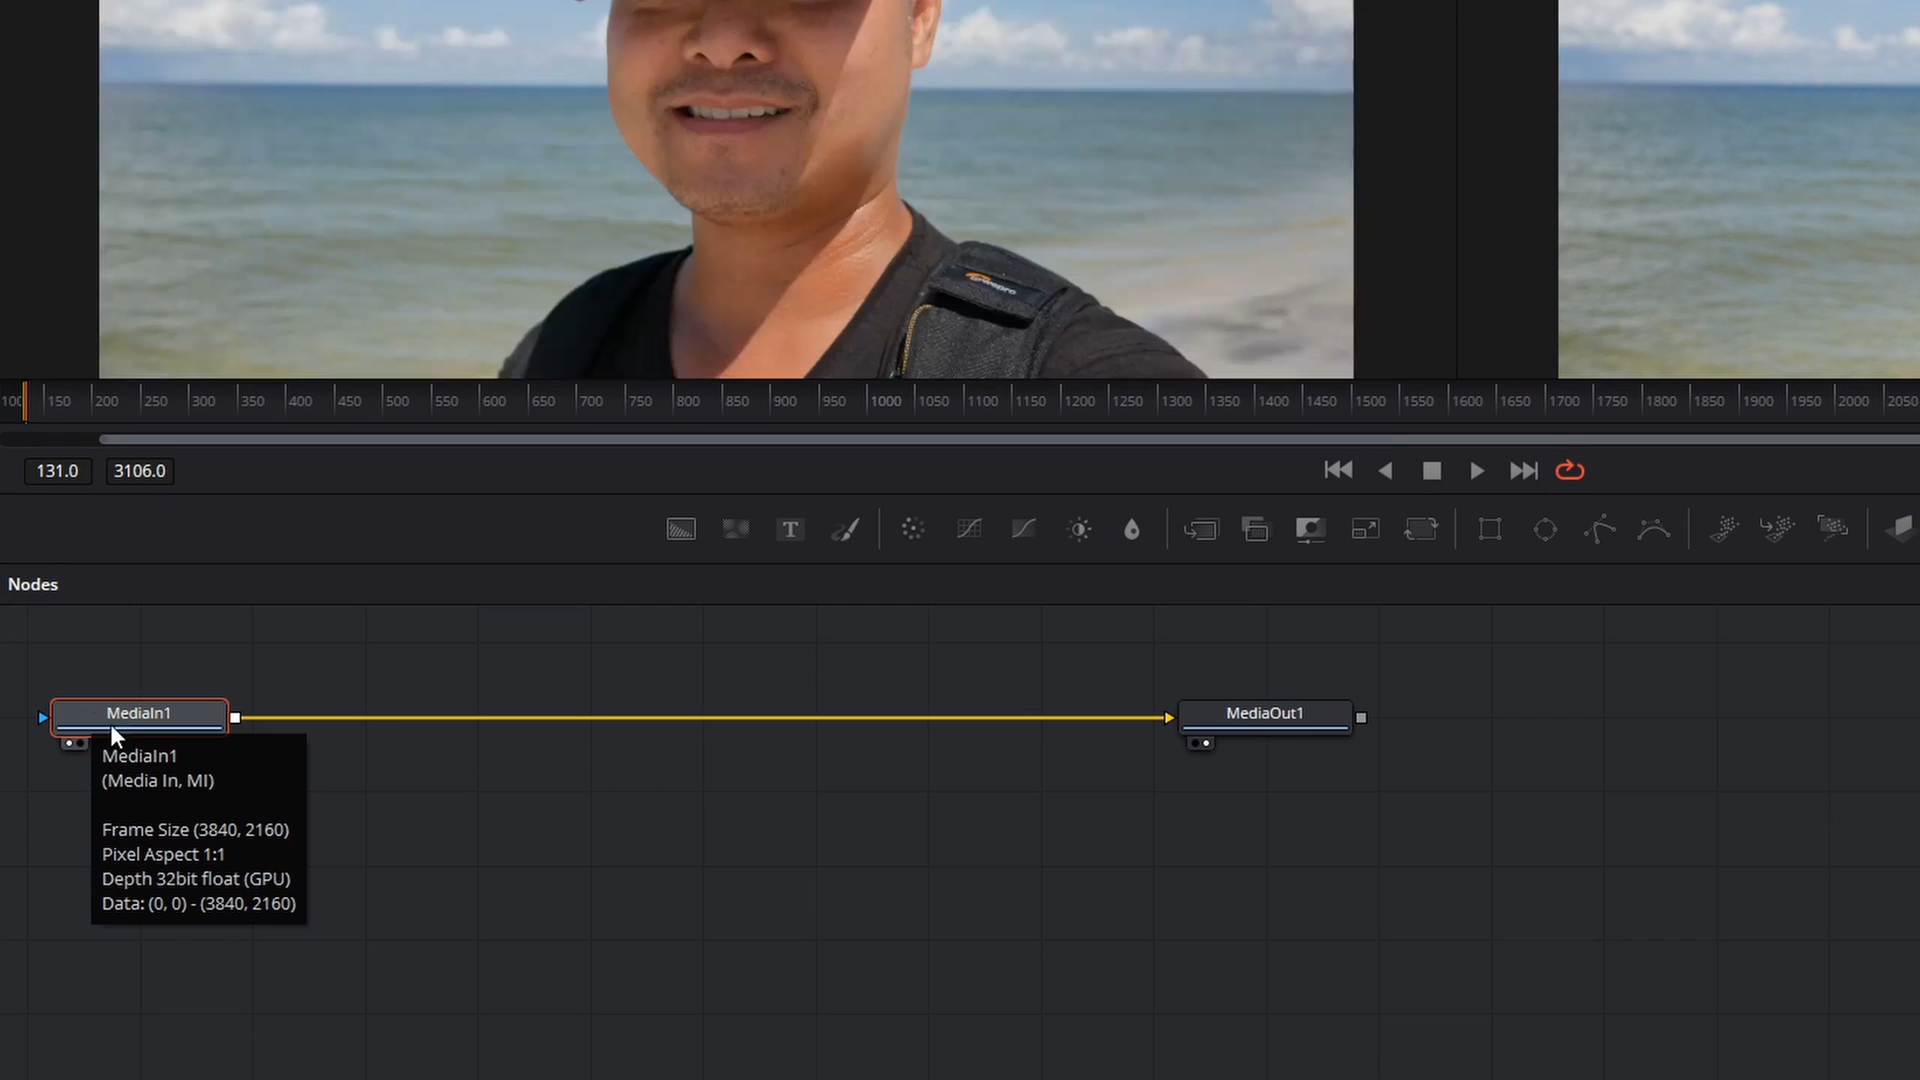 100 150 200 250 300 350 400 450 500 550 600 650 700 750 800 850 900 950 1000 1050 1100 1150 1200 1250 1300 1350 1400 1450 1500 1550 1600 1650 1700 1750 1800 1850 1900 1950 2000 2050
131.0 3106.0
T
Nodes
MediaIn1
MediaOut1
MediaIn1
(Media In, MI)
Frame Size (3840, 2160)
Pixel Aspect 1:1
Depth 32bit float (GPU)
Data: (0, 0) - (3840, 2160)